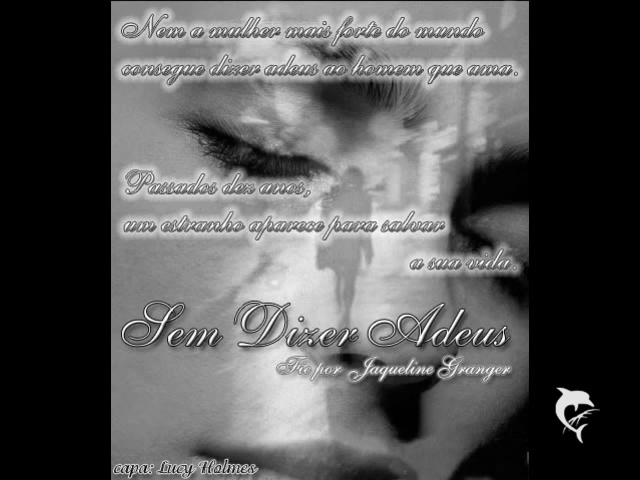 Nem a mulher mais forte do mundo
consegue dizer adeus ao homem que ama.
Passados dez anos,
um estranho aparece para salvar
a sua vida.
Sem Dizer Adeus
Fic por Jaqueline Granger
capa: Lucy Holmes